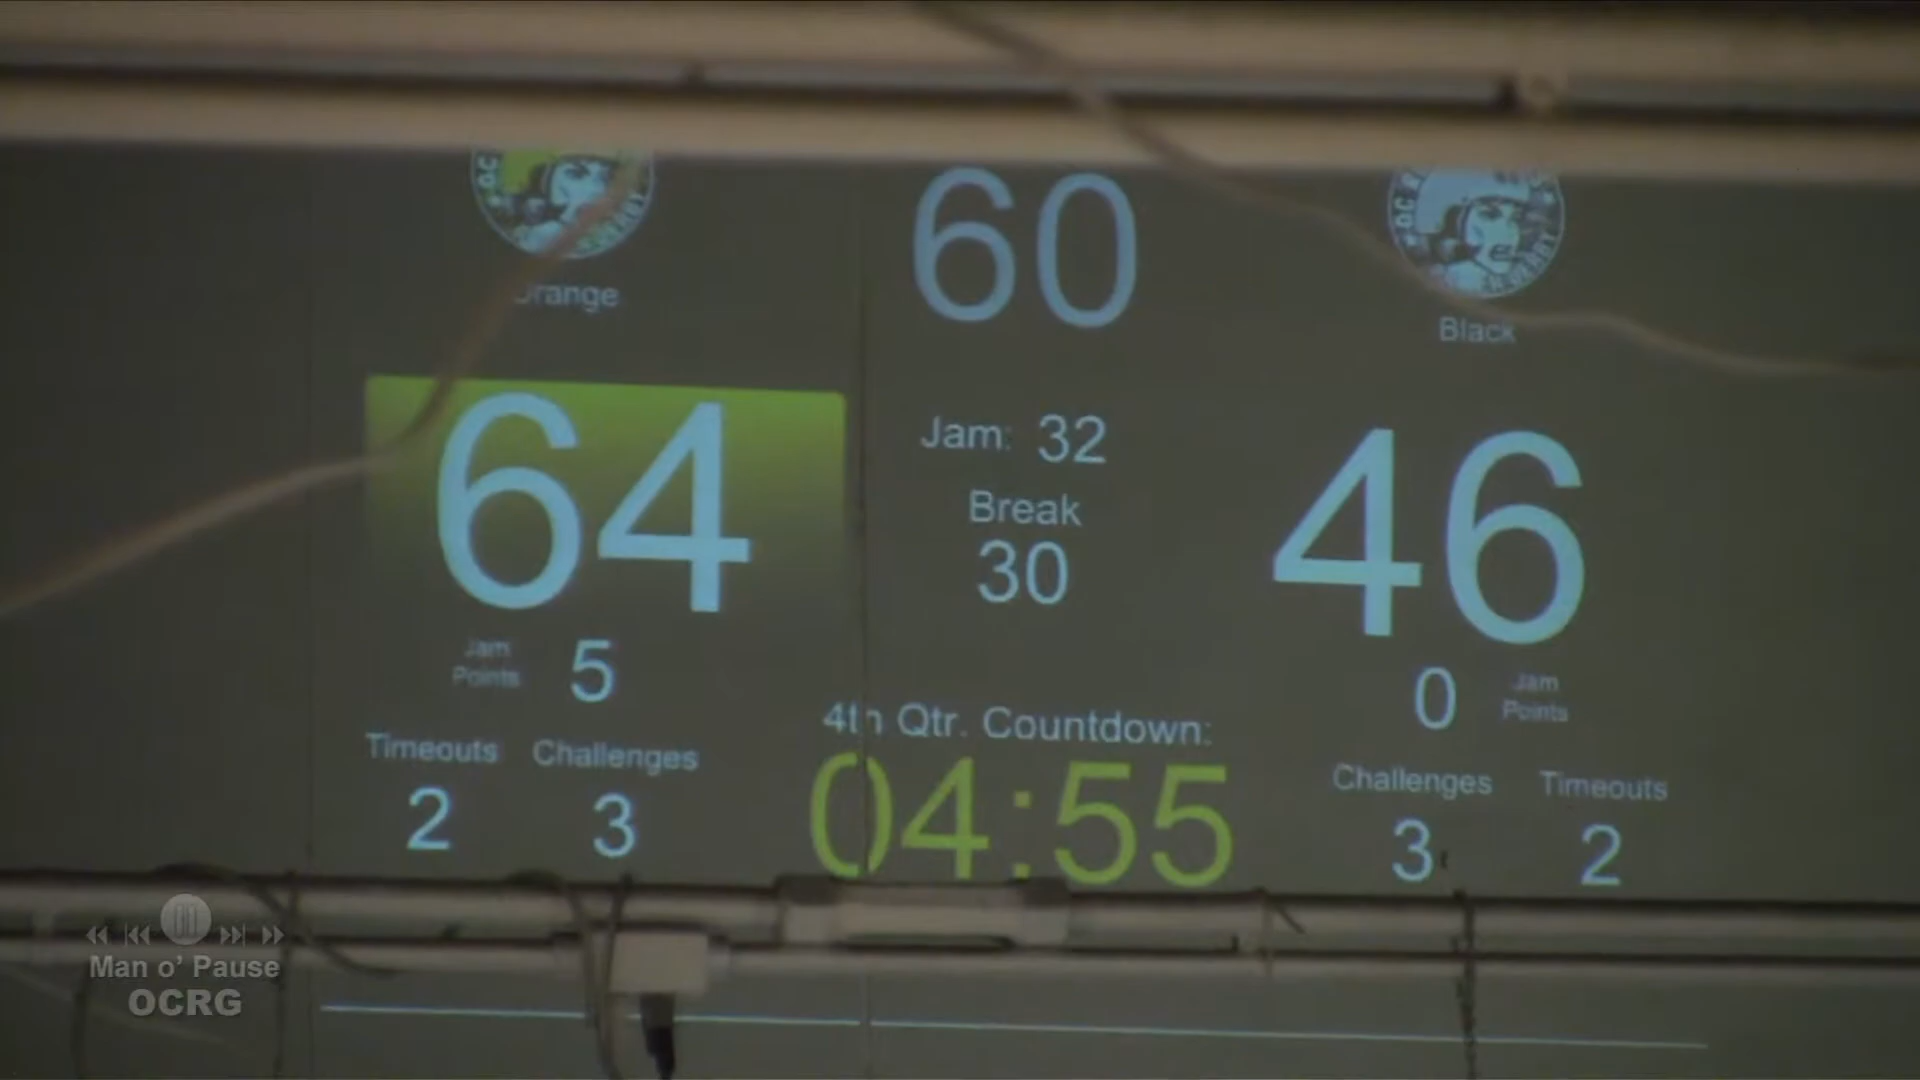 60
Orange
Black
64
Jam: 32
46
Break
30
Jam Points 5
0 Jam Points
4th Qtr. Countdown:
04:55
Timeouts Challenges
2 3
Challenges Timeouts
3 2
Man o' Pause
OCRG